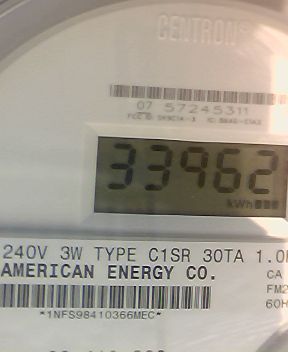 CENTRON®
07 57245311
33962
kWh
240V 3W TYPE C1SR 30TA 1.0
AMERICAN ENERGY CO.
CA
FM2
60H
*1NFS98410366MEC*